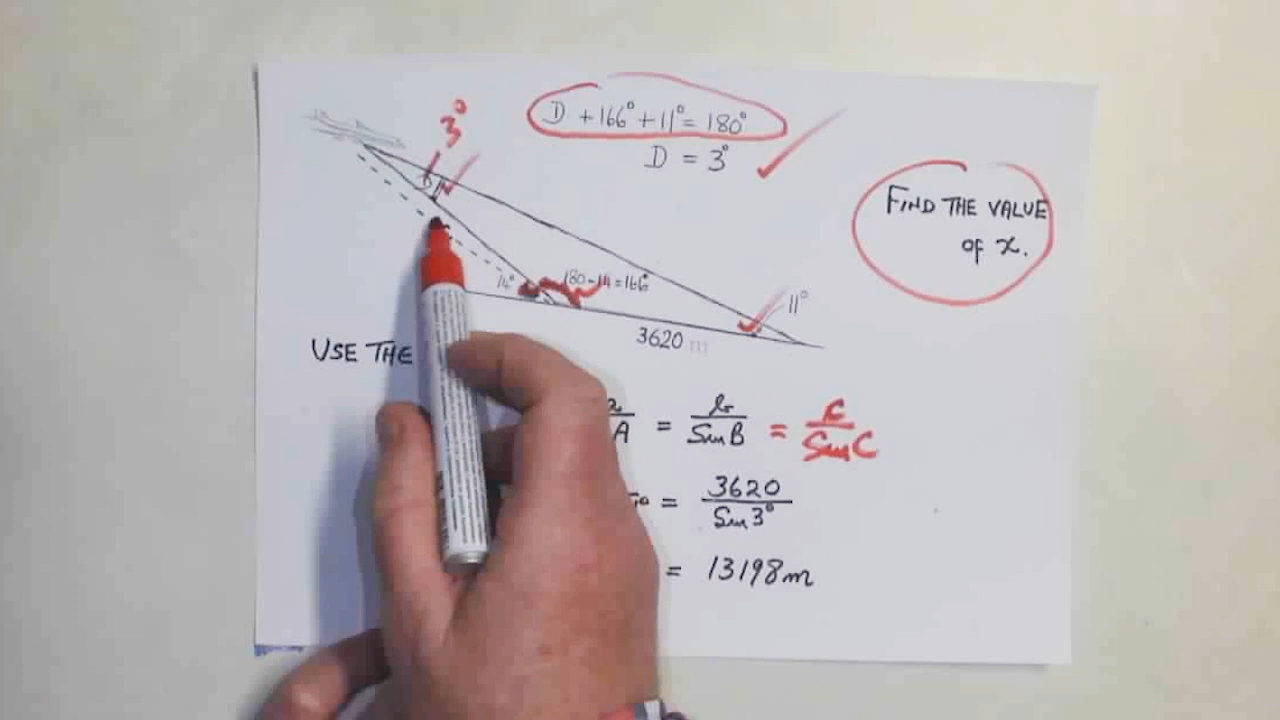 3°
D + 166° + 11° = 180°
D = 3°
FIND THE VALUE
of x.
14°
180 - 14 = 166°
11°
3620 m
USE THE
A = b/Sin B = c/Sin C
= 3620/Sin 3°
= 13198m